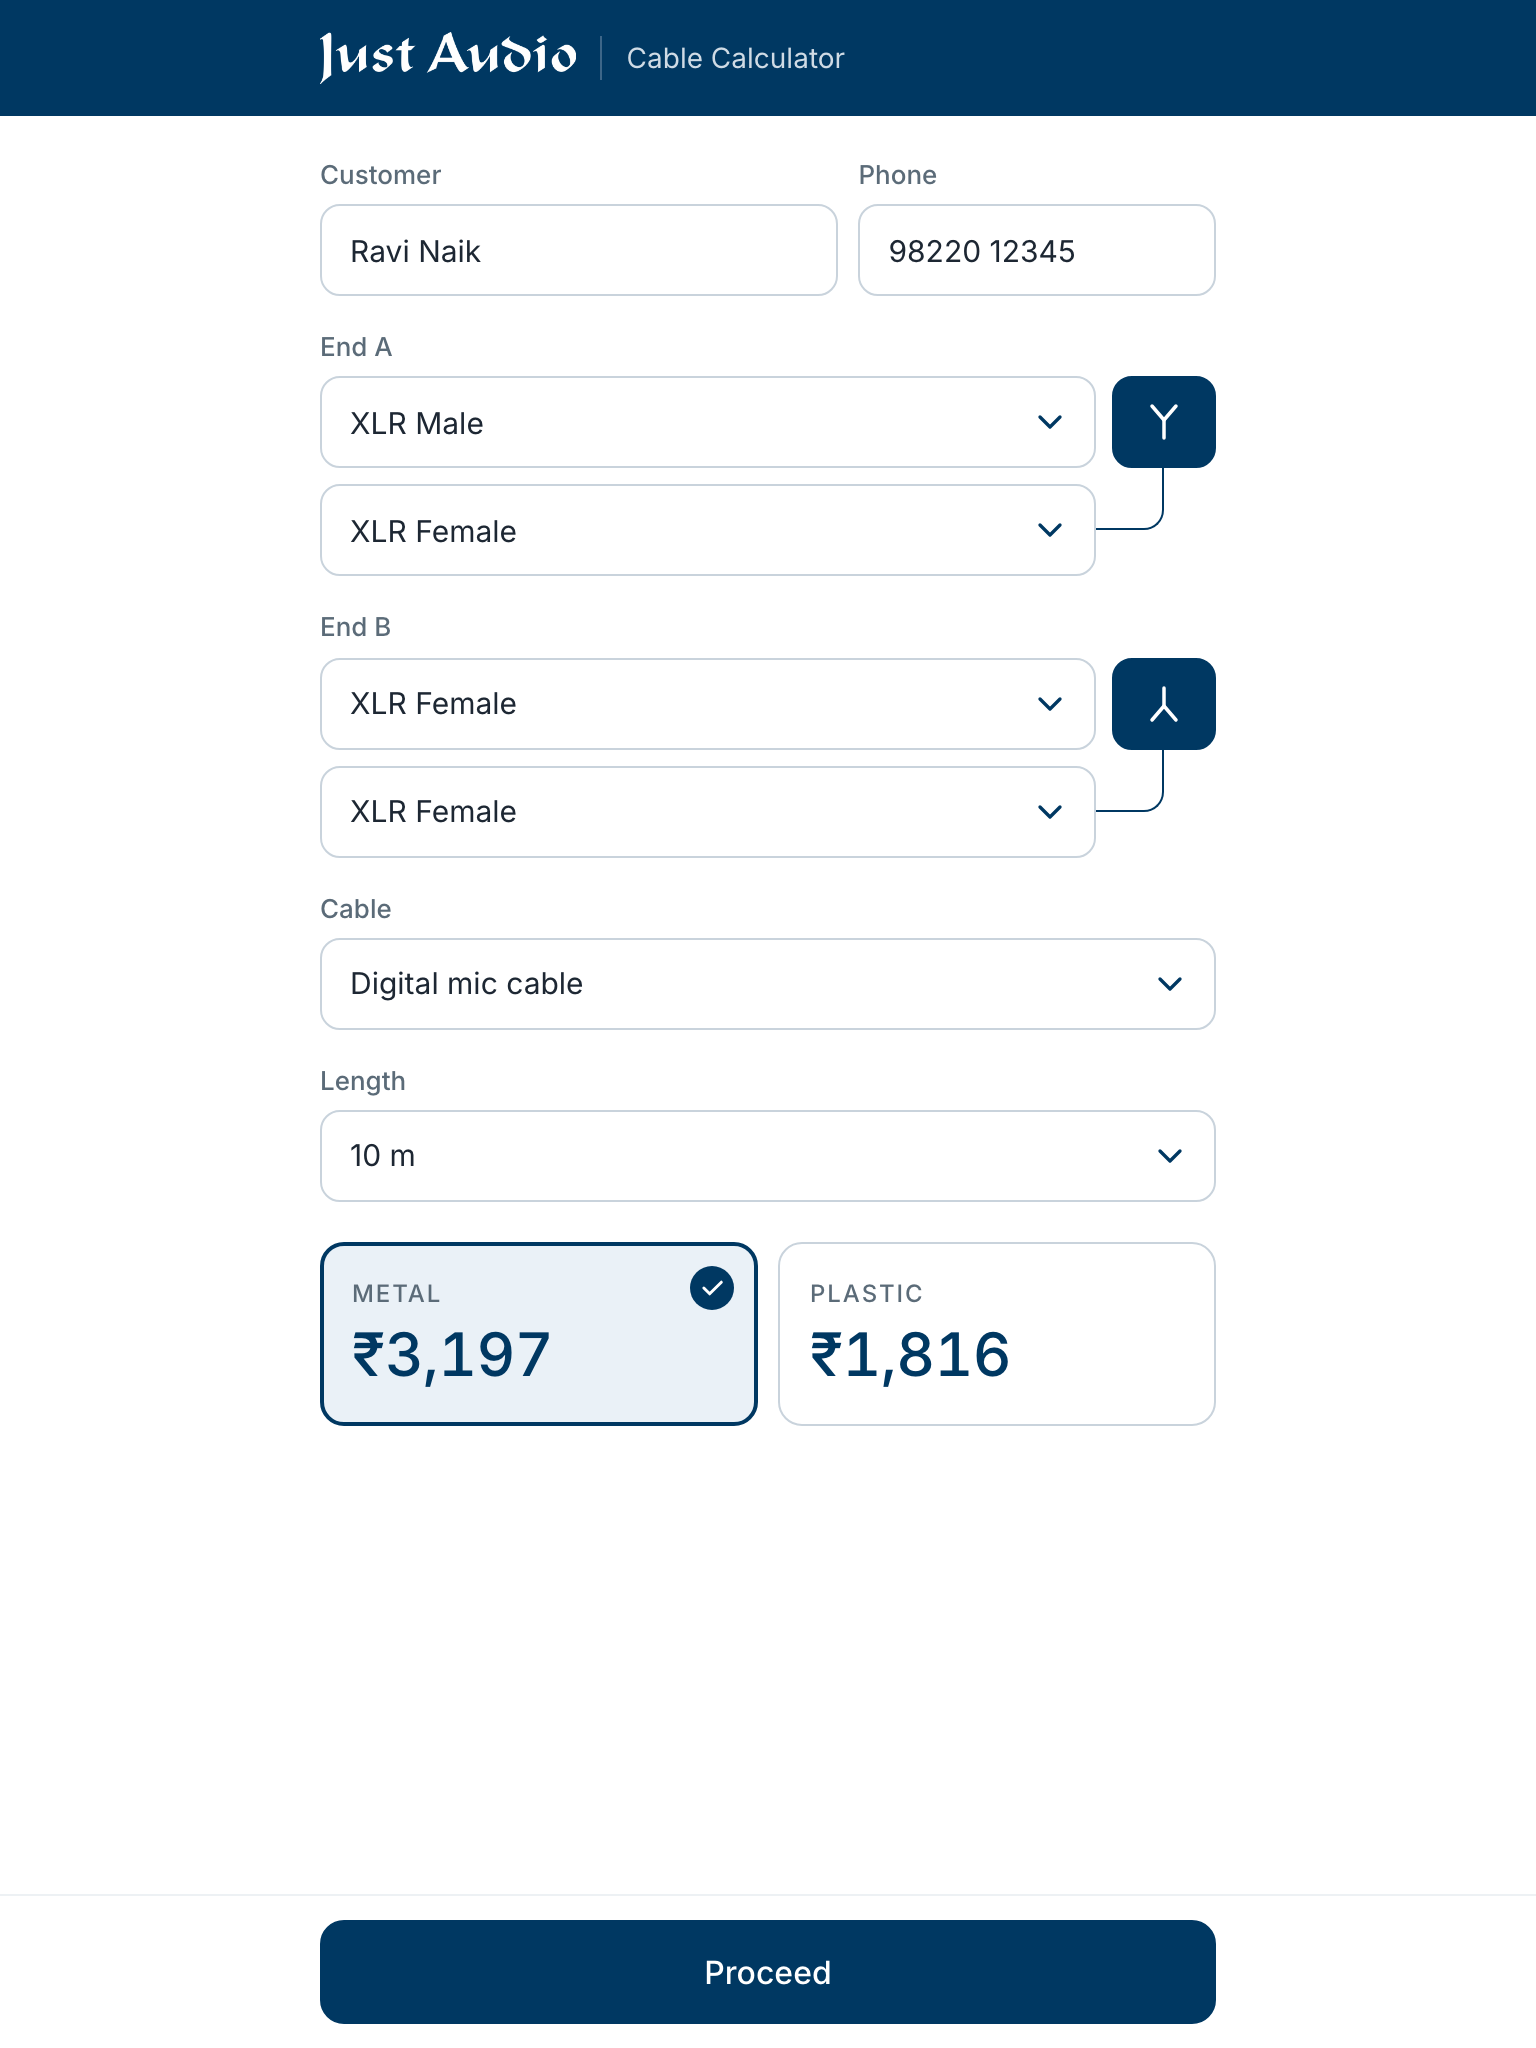 Just Audio
Cable Calculator
Customer
Phone
Ravi Naik
98220 12345
End A
XLR Male
XLR Female
End B
XLR Female
XLR Female
Cable
Digital mic cable
Length
10 m
METAL
₹3,197
PLASTIC
₹1,816
Proceed